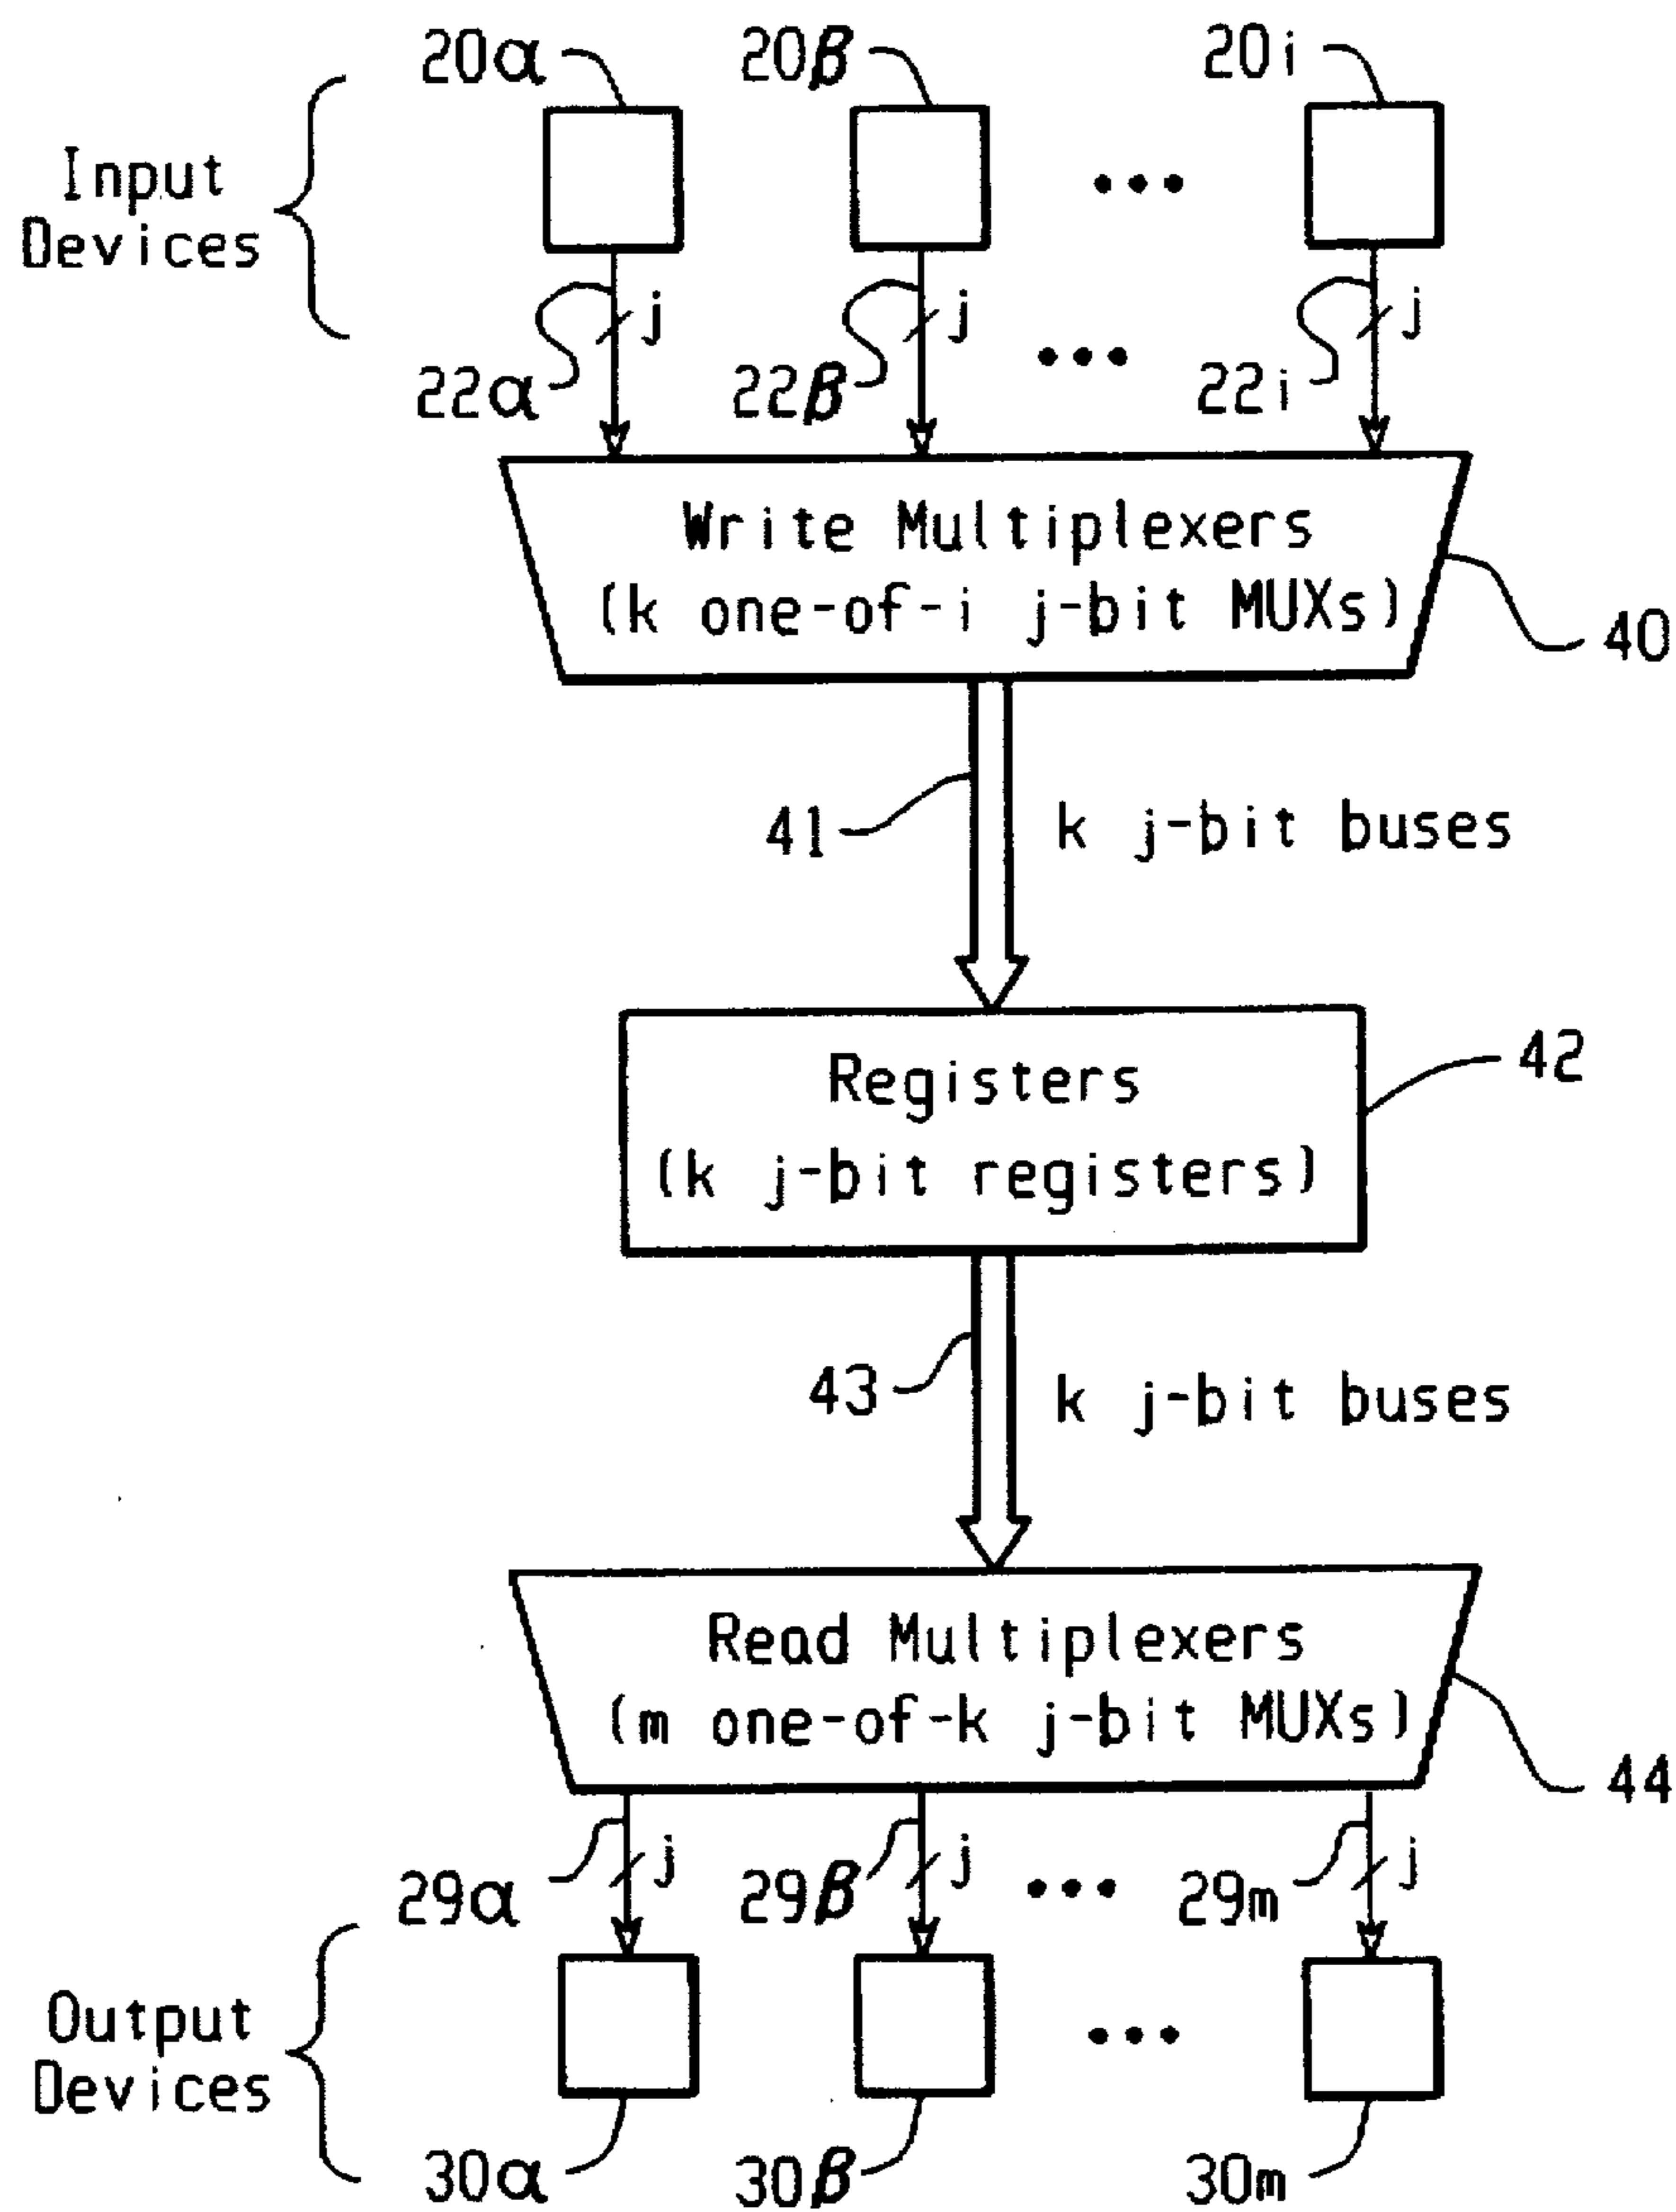 20α 20β 20i
Input
Devices
j j j
22α 22β 22i
Write Multiplexers
(k one-of-i j-bit MUXs)
40
41 k j-bit buses
Registers
42
(k j-bit registers)
43 k j-bit buses
Read Multiplexers
(m one-of-k j-bit MUXs)
44
j j j
29α 29β 29m
Output
Devices
30α 30β 30m